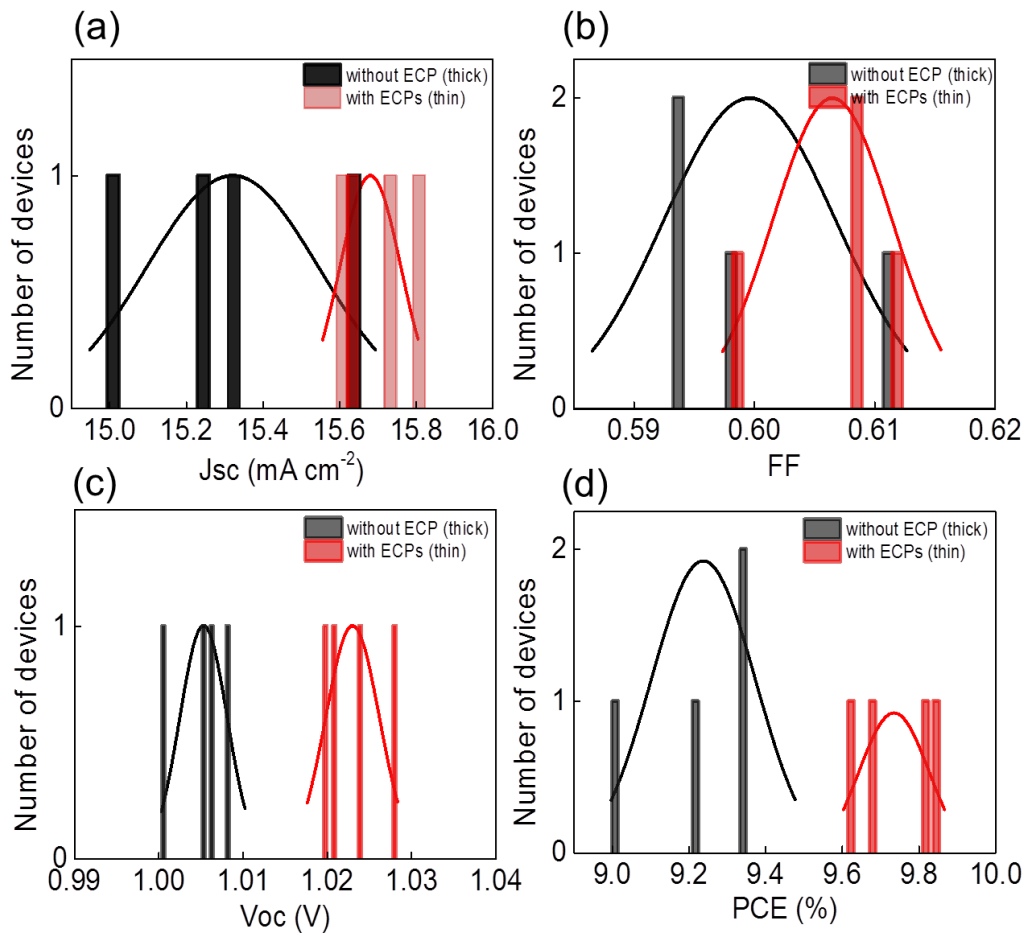 (a)
without ECP (thick)
with ECPs (thin)
1
0
Number of devices
15.0 15.2 15.4 15.6 15.8 16.0
Jsc (mA cm⁻²)
(b)
without ECP (thick)
with ECPs (thin)
2
1
0
Number of devices
0.59 0.60 0.61 0.62
FF
(c)
without ECP (thick)
with ECPs (thin)
1
0
Number of devices
0.99 1.00 1.01 1.02 1.03 1.04
Voc (V)
(d)
without ECP (thick)
with ECPs (thin)
2
1
0
Number of devices
9.0 9.2 9.4 9.6 9.8 10.0
PCE (%)